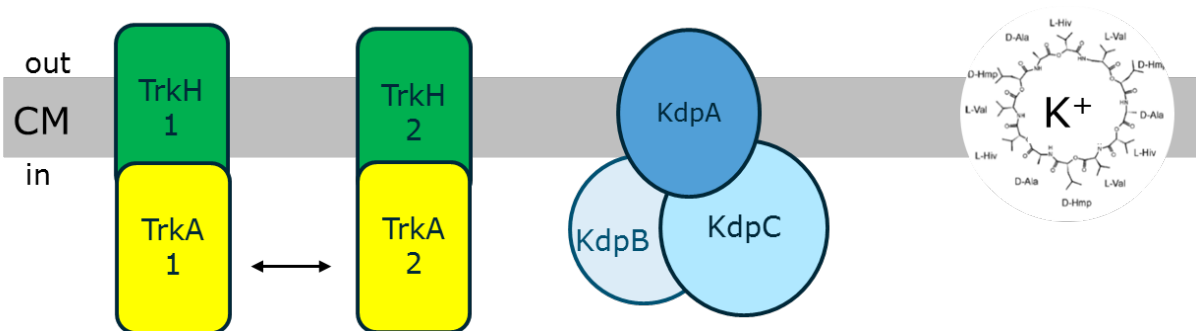 out
CM
in
TrkH
1
TrkA
1
TrkH
2
TrkA
2
KdpA
KdpB
KdpC
L-Hiv
D-Ala
L-Val
D-Hmp
D-Hm
L-Val
K+
D-Ala
L-Hiv
L-Hiv
D-Ala
L-Val
D-Hmp